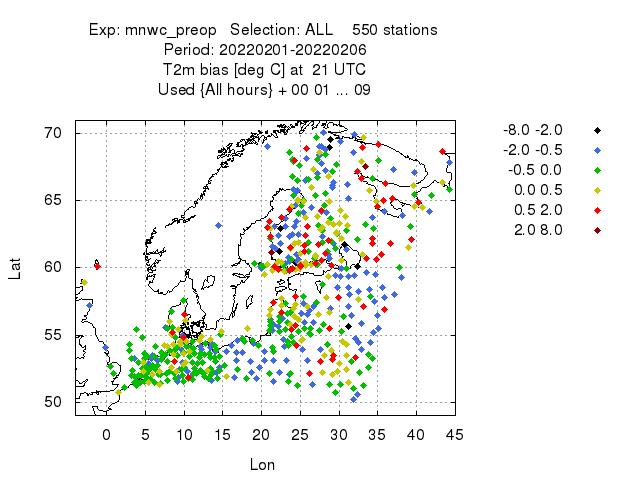 Exp: mnwc_preop   Selection: ALL    550 stations
Period: 20220201-20220206
T2m bias [deg C] at  21 UTC
Used {All hours} + 00 01 ... 09
-8.0 -2.0
-2.0 -0.5
-0.5 0.0
0.0 0.5
0.5 2.0
2.0 8.0
70
65
60
55
50
Lat
0 5 10 15 20 25 30 35 40 45
Lon